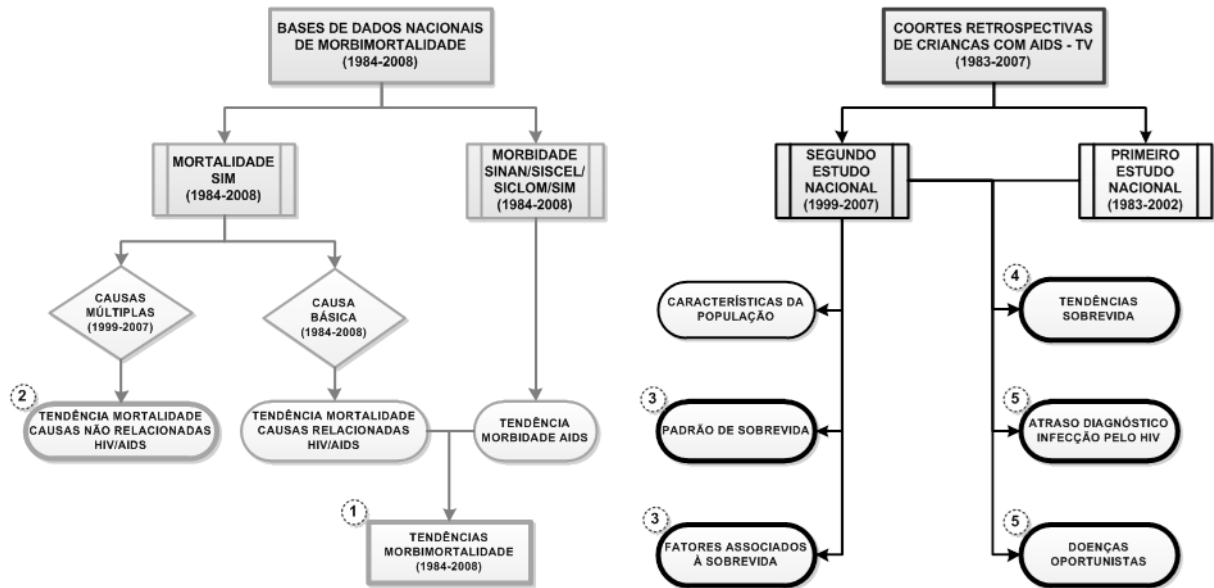 BASES DE DADOS NACIONAIS
DE MORBIMORTALIDADE
(1984-2008)
MORTALIDADE
SIM
(1984-2008)
MORBIDADE
SINAN/SISCEL/
SICLOM/SIM
(1984-2008)
CAUSAS
MÚLTIPLAS
(1999-2007)
CAUSA
BÁSICA
(1984-2008)
2
TENDÊNCIA MORTALIDADE
CAUSAS NÃO RELACIONADAS
HIV/AIDS
TENDÊNCIA MORTALIDADE
CAUSAS RELACIONADAS
HIV/AIDS
TENDÊNCIA
MORBIDADE AIDS
1
TENDÊNCIAS
MORBIMORTALIDADE
(1984-2008)
COORTES RETROSPECTIVAS
DE CRIANCAS COM AIDS - TV
(1983-2007)
SEGUNDO
ESTUDO
NACIONAL
(1999-2007)
PRIMEIRO
ESTUDO
NACIONAL
(1983-2002)
CARACTERÍSTICAS DA
POPULAÇÃO
4
TENDÊNCIAS
SOBREVIDA
3
PADRÃO DE SOBREVIDA
5
ATRASO DIAGNÓSTICO
INFECÇÃO PELO HIV
3
FATORES ASSOCIADOS
À SOBREVIDA
5
DOENÇAS
OPORTUNISTAS